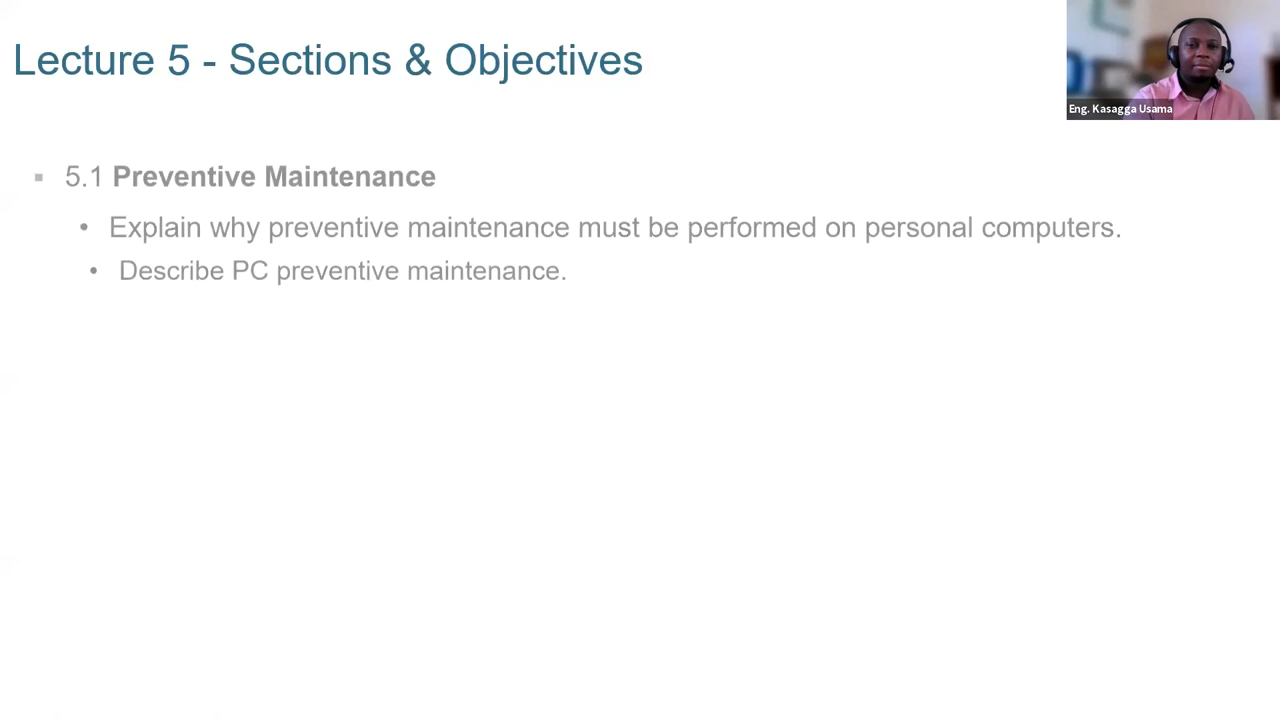 Lecture 5 - Sections & Objectives
Eng. Kasagga Usama
▪ 5.1 Preventive Maintenance
• Explain why preventive maintenance must be performed on personal computers.
• Describe PC preventive maintenance.